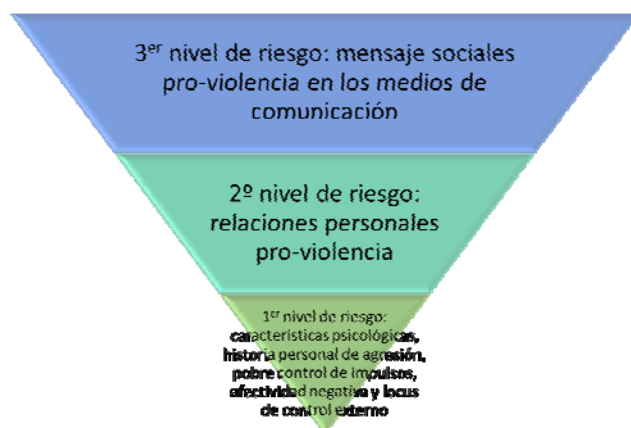 3er nivel de riesgo: mensaje sociales
pro-violencia en los medios de
comunicación
2º nivel de riesgo:
relaciones personales
pro-violencia
1er nivel de riesgo:
características psicológicas,
historia personal de agresión,
pobre control de impulsos,
afectividad negativa y locus
de control externo